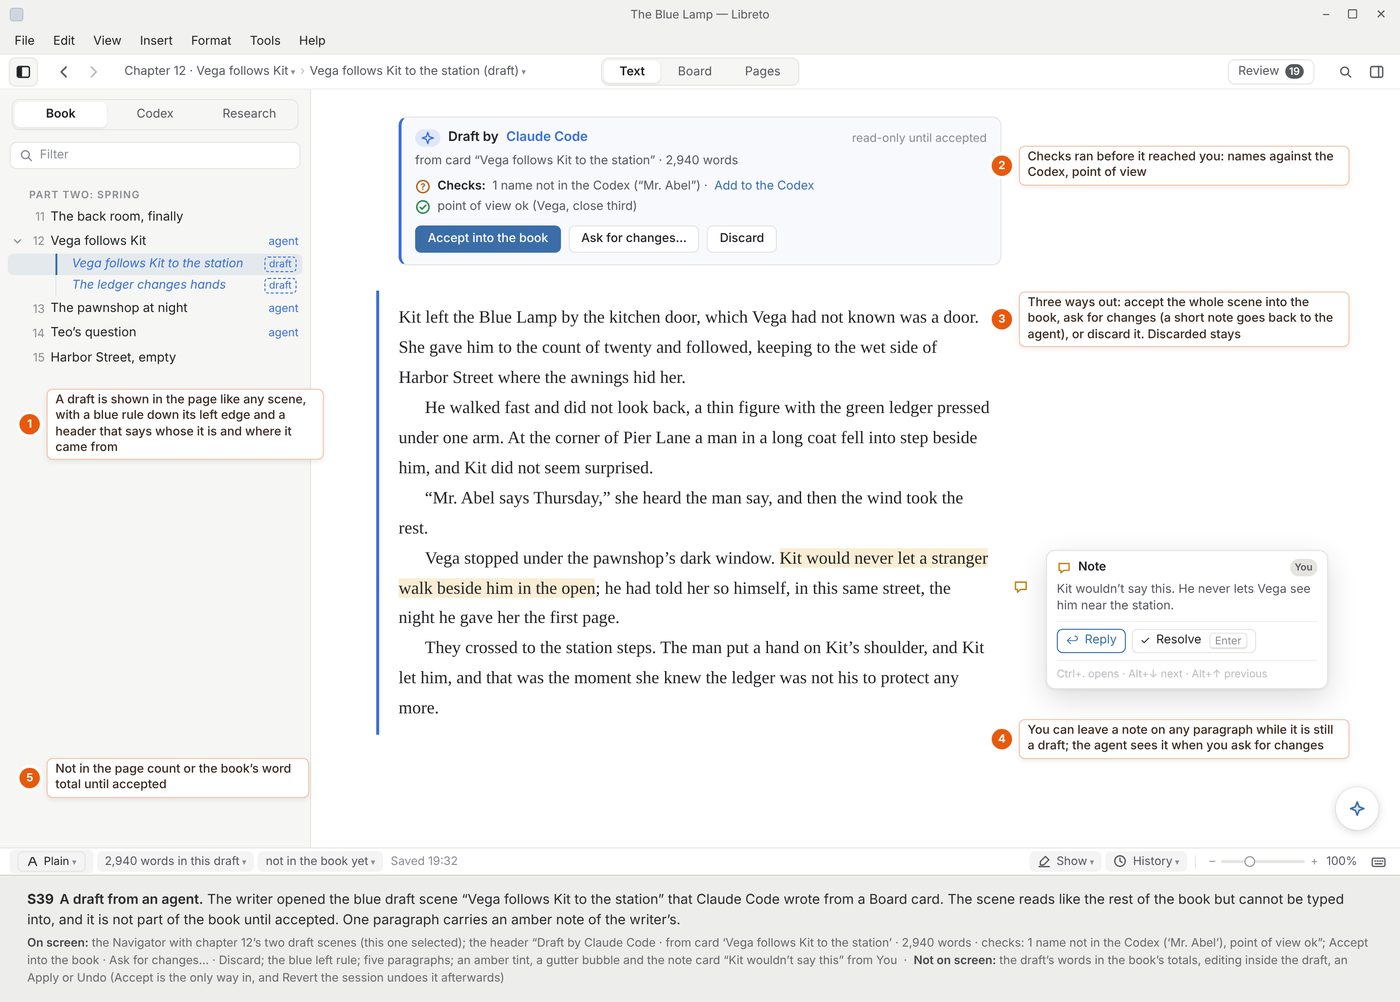 The Blue Lamp — Libreto
File Edit View Insert Format Tools Help
Chapter 12 · Vega follows Kit › Vega follows Kit to the station (draft)
Text Board Pages
Review 19
Book Codex Research
Filter
PART TWO: SPRING
11 The back room, finally
12 Vega follows Kit agent
Vega follows Kit to the station draft
The ledger changes hands draft
13 The pawnshop at night agent
14 Teo’s question agent
15 Harbor Street, empty
1
A draft is shown in the page like any scene,
with a blue rule down its left edge and a
header that says whose it is and where it
came from
5
Not in the page count or the book’s word
total until accepted
Draft by Claude Code read-only until accepted
from card “Vega follows Kit to the station” · 2,940 words
Checks: 1 name not in the Codex (“Mr. Abel”) · Add to the Codex
point of view ok (Vega, close third)
Accept into the book Ask for changes... Discard
2
Checks ran before it reached you: names against the
Codex, point of view
3
Three ways out: accept the whole scene into the
book, ask for changes (a short note goes back to the
agent), or discard it. Discarded stays
Kit left the Blue Lamp by the kitchen door, which Vega had not known was a door.
She gave him to the count of twenty and followed, keeping to the wet side of
Harbor Street where the awnings hid her.
He walked fast and did not look back, a thin figure with the green ledger pressed
under one arm. At the corner of Pier Lane a man in a long coat fell into step beside
him, and Kit did not seem surprised.
“Mr. Abel says Thursday,” she heard the man say, and then the wind took the
rest.
Vega stopped under the pawnshop’s dark window. Kit would never let a stranger
walk beside him in the open; he had told her so himself, in this same street, the
night he gave her the first page.
They crossed to the station steps. The man put a hand on Kit’s shoulder, and Kit
let him, and that was the moment she knew the ledger was not his to protect any
more.
Note You
Kit wouldn’t say this. He never lets Vega see
him near the station.
Reply Resolve Enter
Ctrl+. opens · Alt+↓ next · Alt+↑ previous
4
You can leave a note on any paragraph while it is still
a draft; the agent sees it when you ask for changes
A Plain 2,940 words in this draft not in the book yet Saved 19:32
Show History − + 100%
S39 A draft from an agent. The writer opened the blue draft scene “Vega follows Kit to the station” that Claude Code wrote from a Board card. The scene reads like the rest of the book but cannot be typed
into, and it is not part of the book until accepted. One paragraph carries an amber note of the writer’s.
On screen: the Navigator with chapter 12’s two draft scenes (this one selected); the header “Draft by Claude Code · from card ‘Vega follows Kit to the station’ · 2,940 words · checks: 1 name not in the Codex (‘Mr. Abel’), point of view ok”; Accept
into the book · Ask for changes... · Discard; the blue left rule; five paragraphs; an amber tint, a gutter bubble and the note card “Kit wouldn’t say this” from You · Not on screen: the draft’s words in the book’s totals, editing inside the draft, an
Apply or Undo (Accept is the only way in, and Revert the session undoes it afterwards)